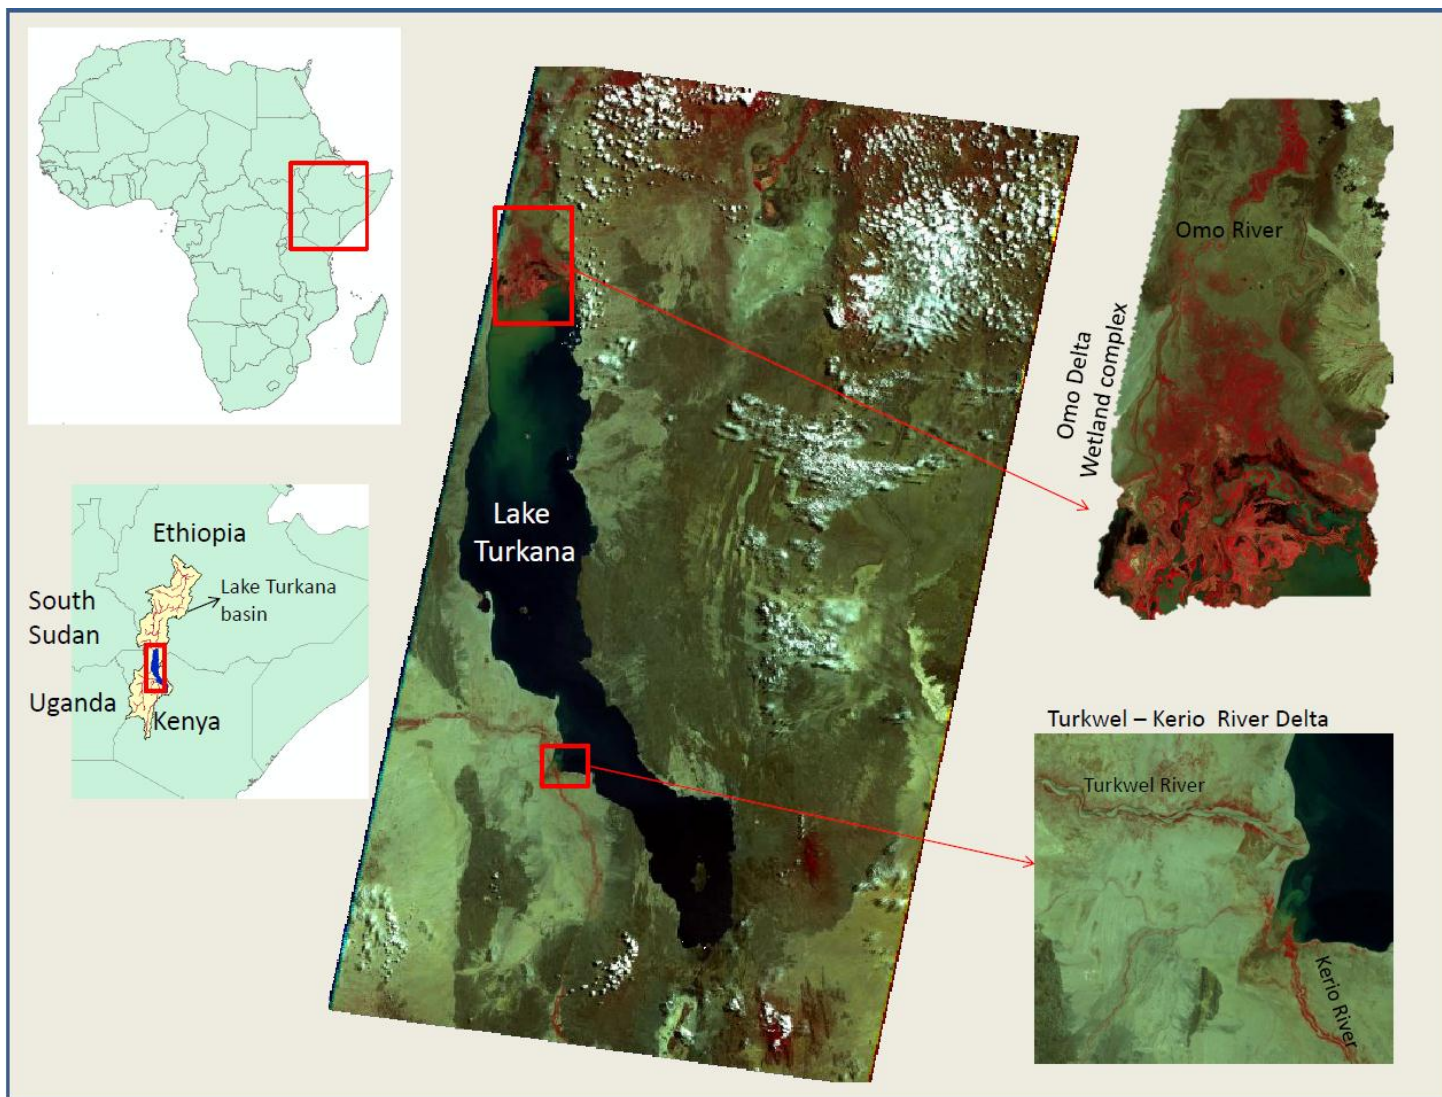 Ethiopia
Lake Turkana
basin
South
Sudan
Uganda
Kenya
Lake
Turkana
Omo River
Omo Delta
Wetland complex
Turkwel – Kerio River Delta
Turkwel River
Kerio River